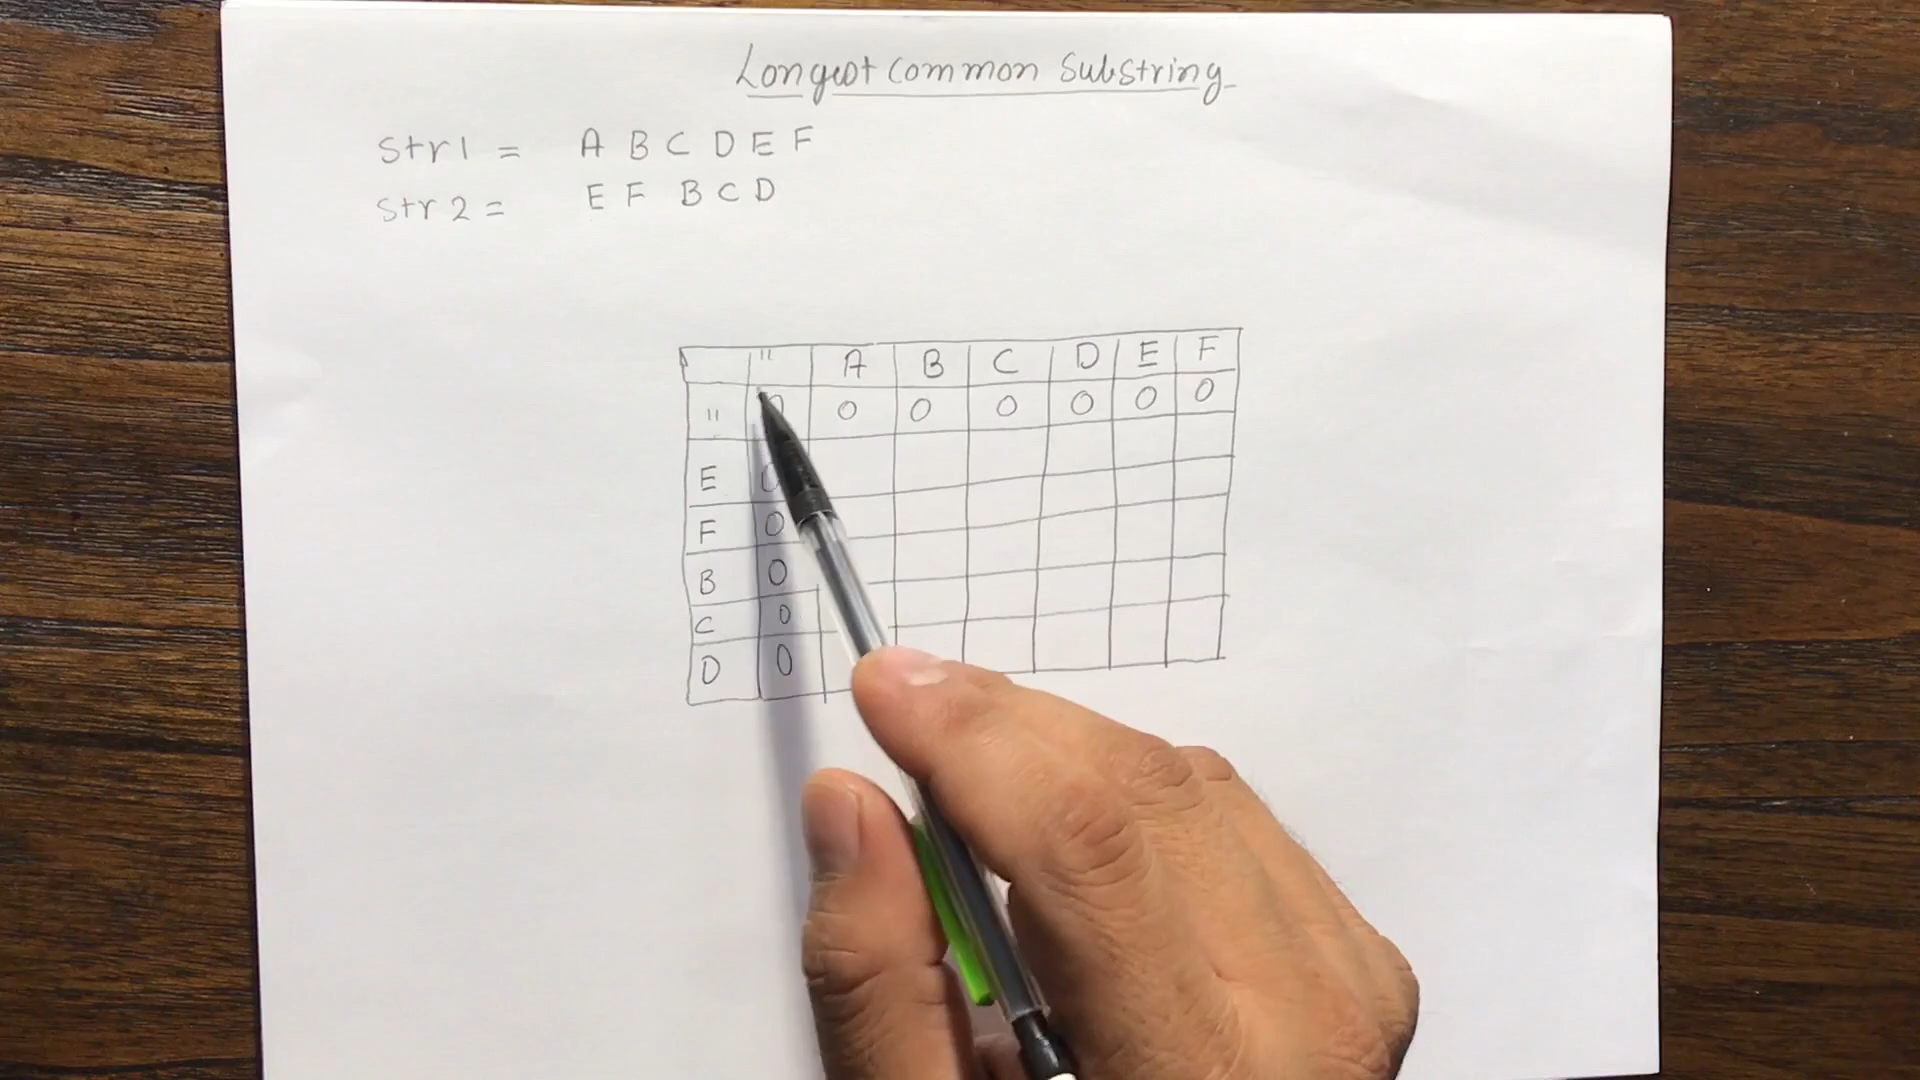 Longest Common Substring
Str1 = A B C D E F
Str2 = E F B C D
" A B C D E F
" 0 0 0 0 0 0 0
E 0
F 0
B 0
C 0
D 0